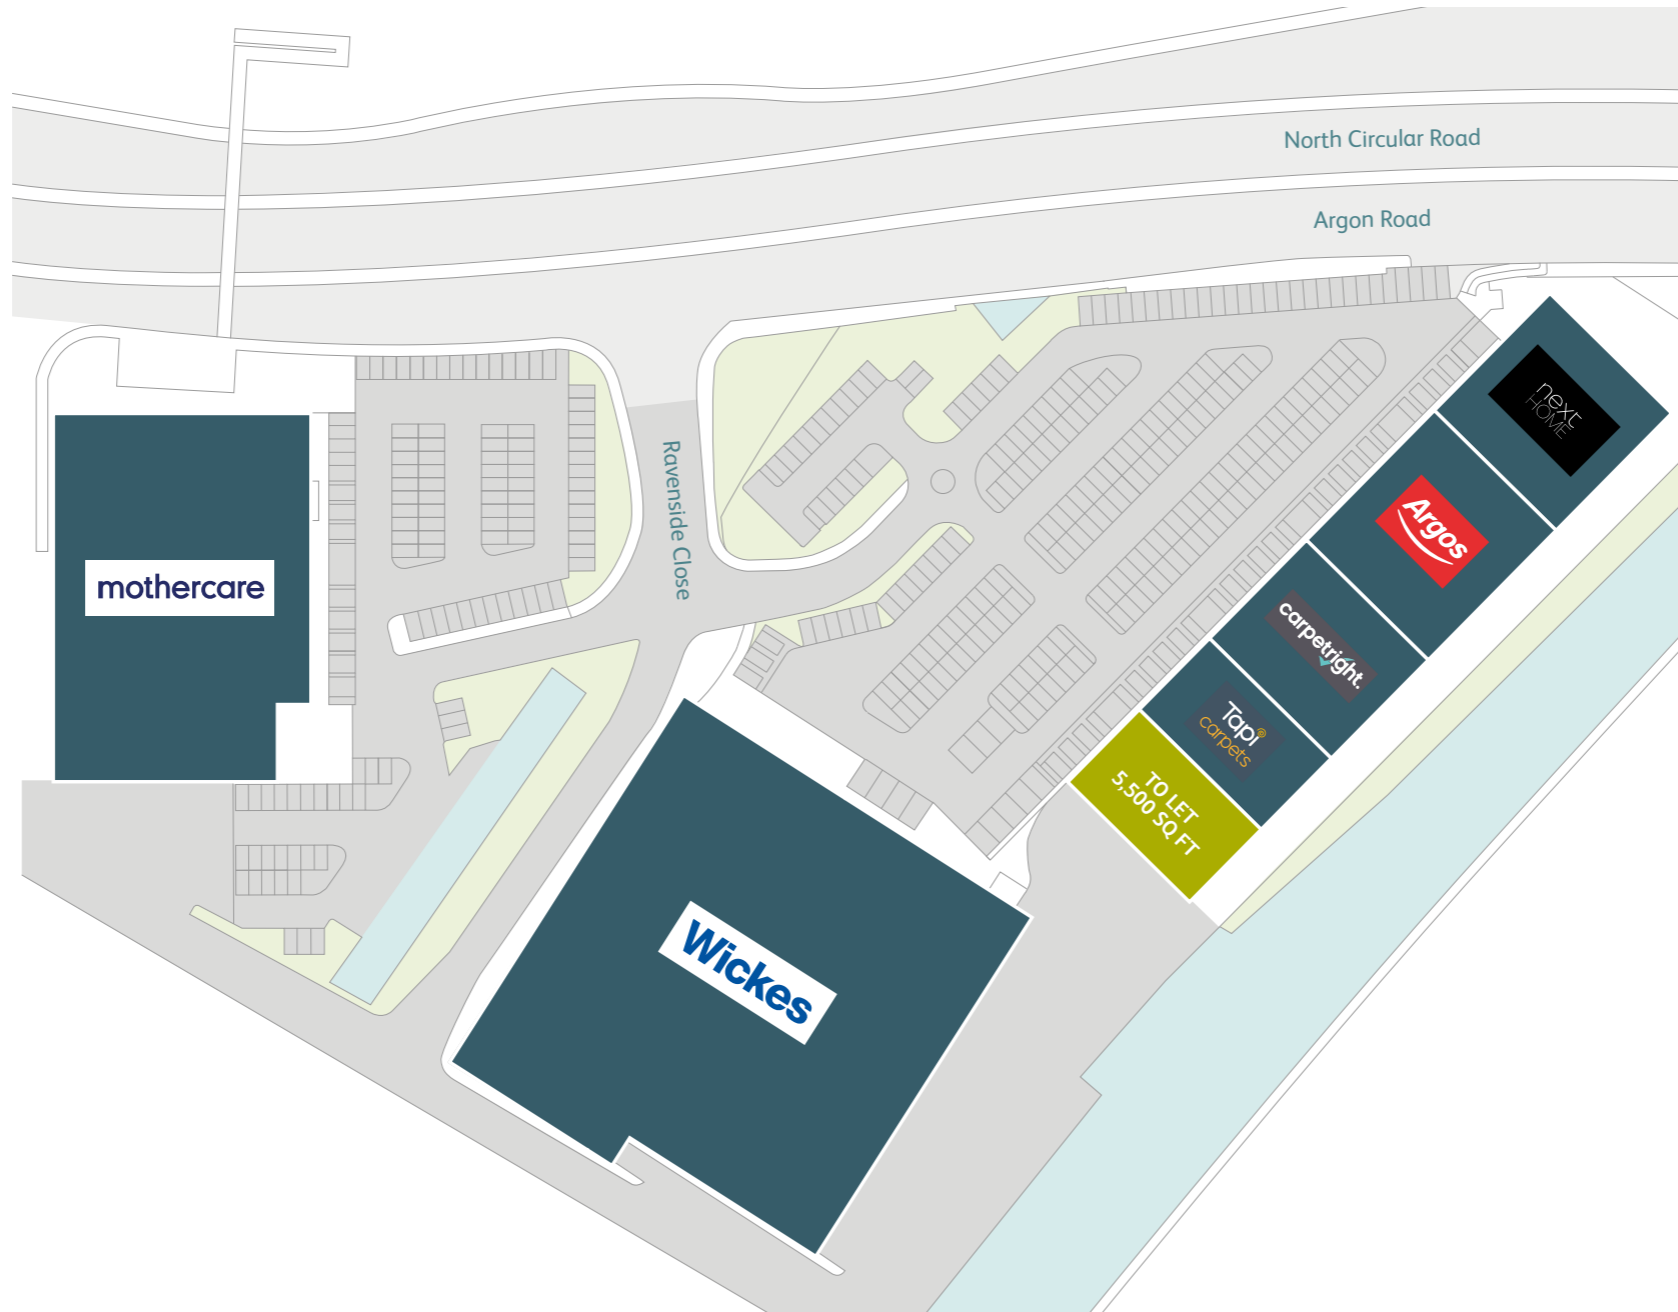 North Circular Road
Argon Road
Ravenside Close
next
HOME
Argos
carpetright.
Tapi
carpets
TO LET
5,500 SQ FT
mothercare
Wickes